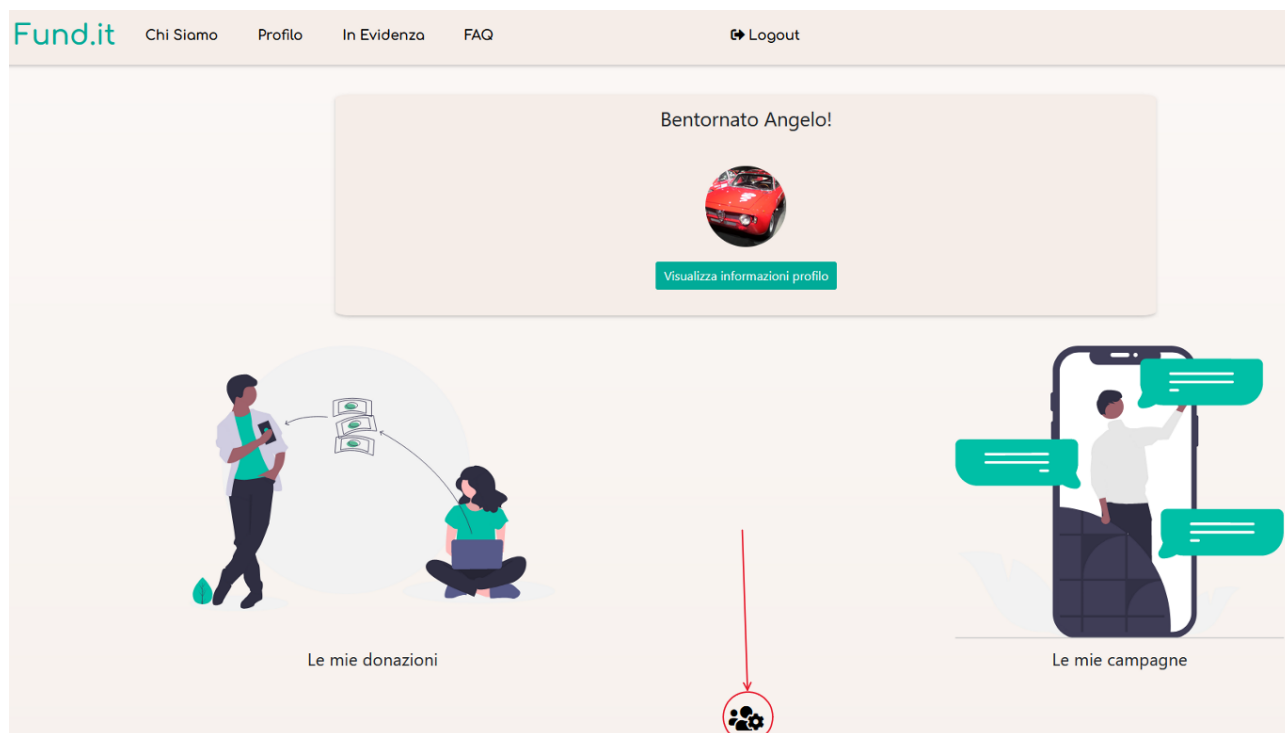 Fund.it Chi Siamo Profilo In Evidenza FAQ Logout
Bentornato Angelo!
Visualizza informazioni profilo
Le mie donazioni Le mie campagne